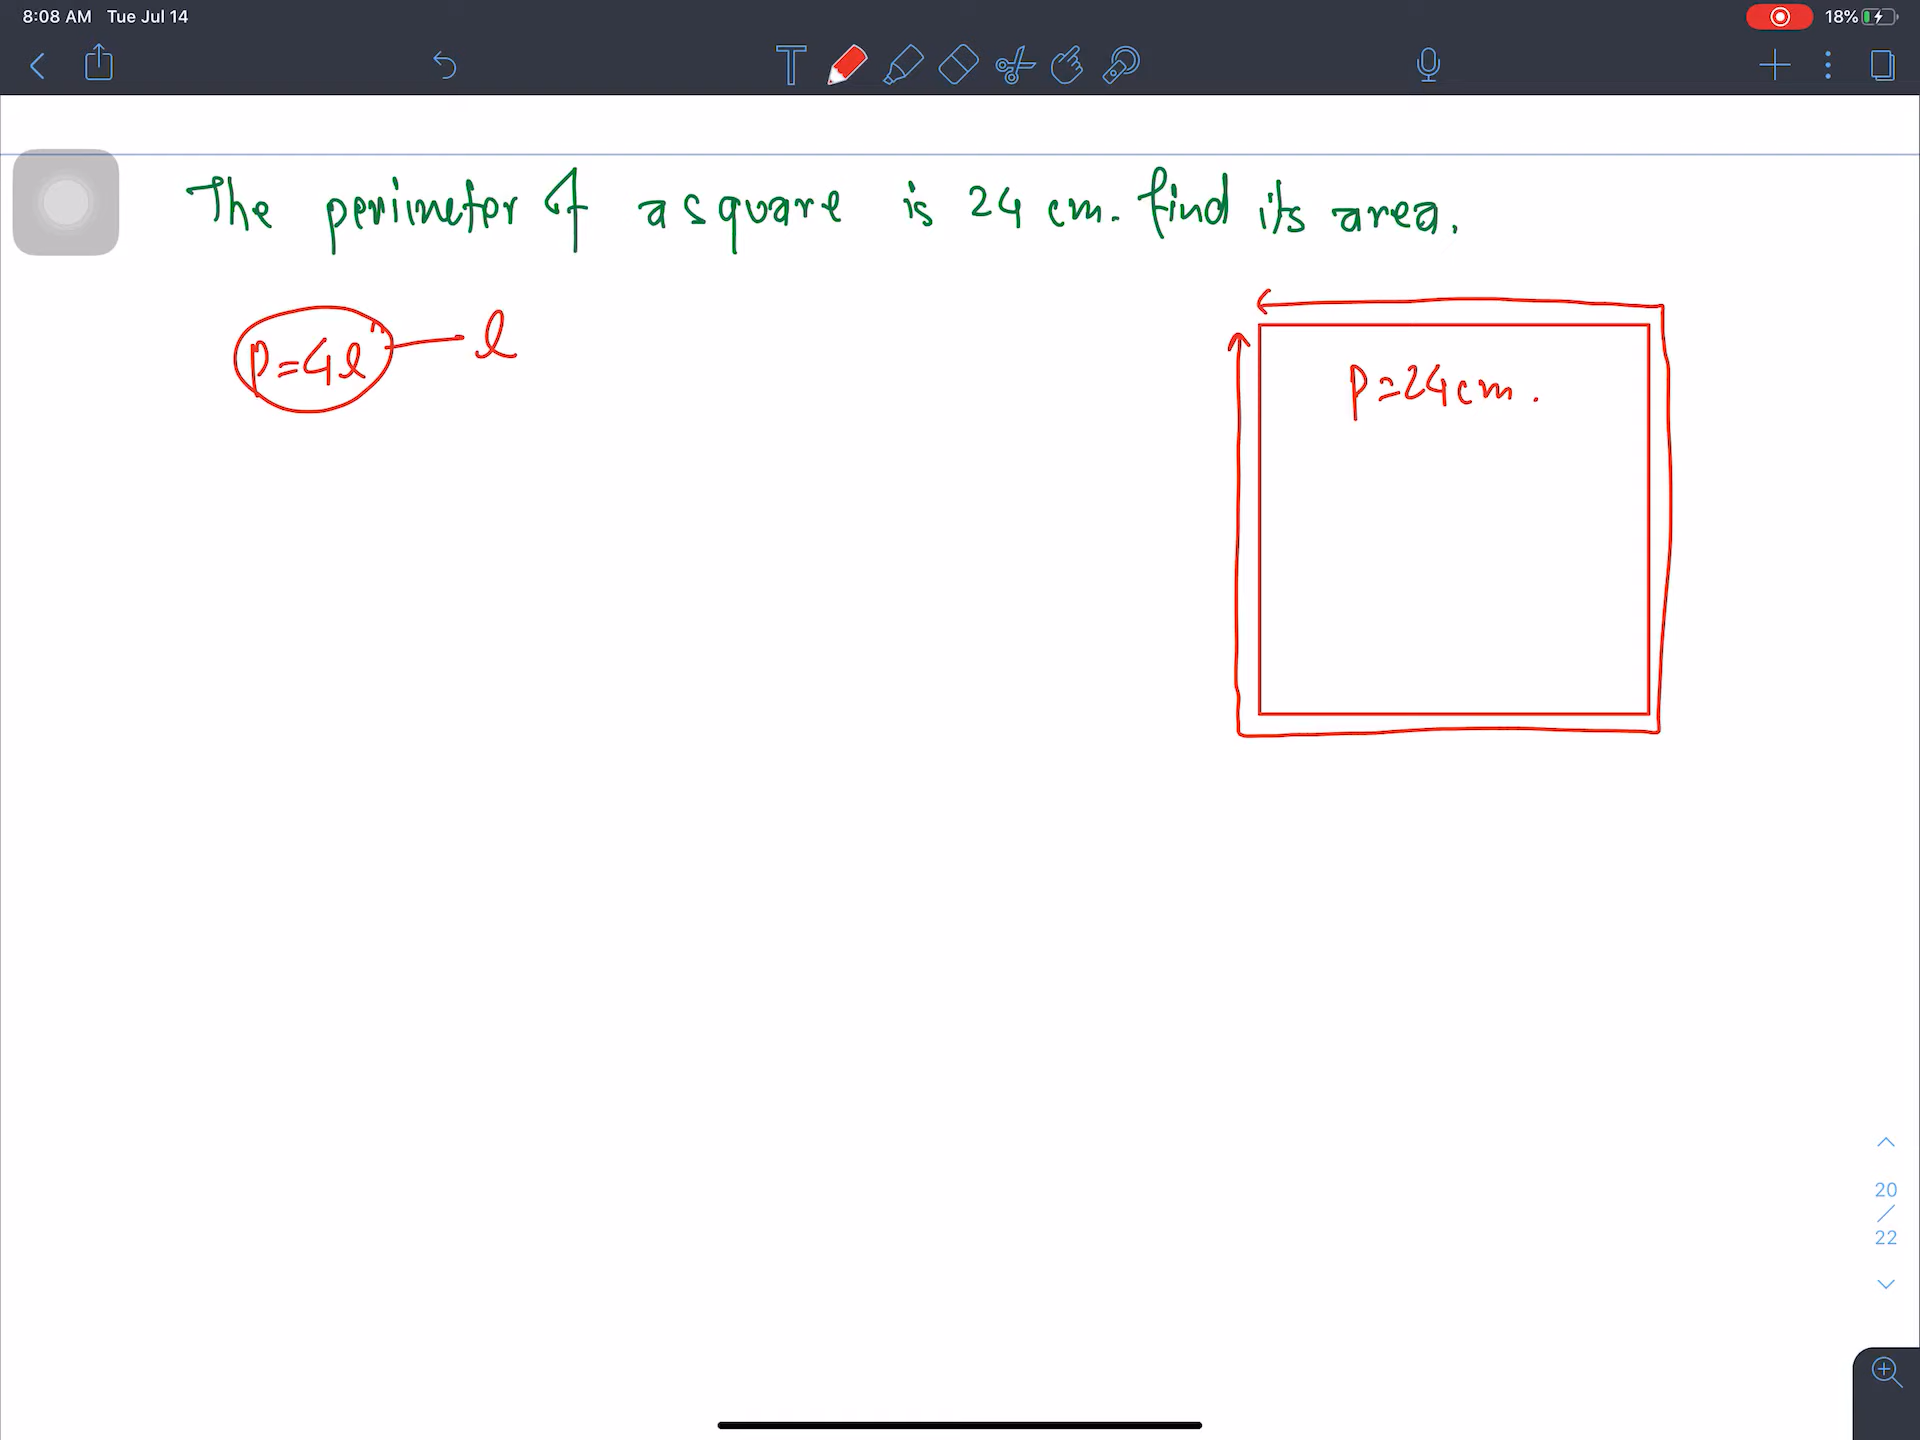 8:08 AM Tue Jul 14
18%
T
The perimeter of a square is 24 cm. find its area.
P=4l l
P=24cm.
20
/
22